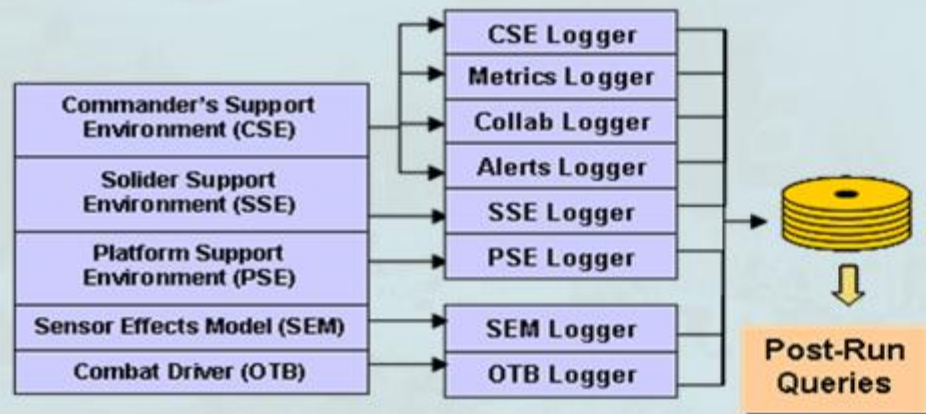 Commander's Support
Environment (CSE)
Solider Support
Environment (SSE)
Platform Support
Environment (PSE)
Sensor Effects Model (SEM)
Combat Driver (OTB)
CSE Logger
Metrics Logger
Collab Logger
Alerts Logger
SSE Logger
PSE Logger
SEM Logger
OTB Logger
Post-Run
Queries